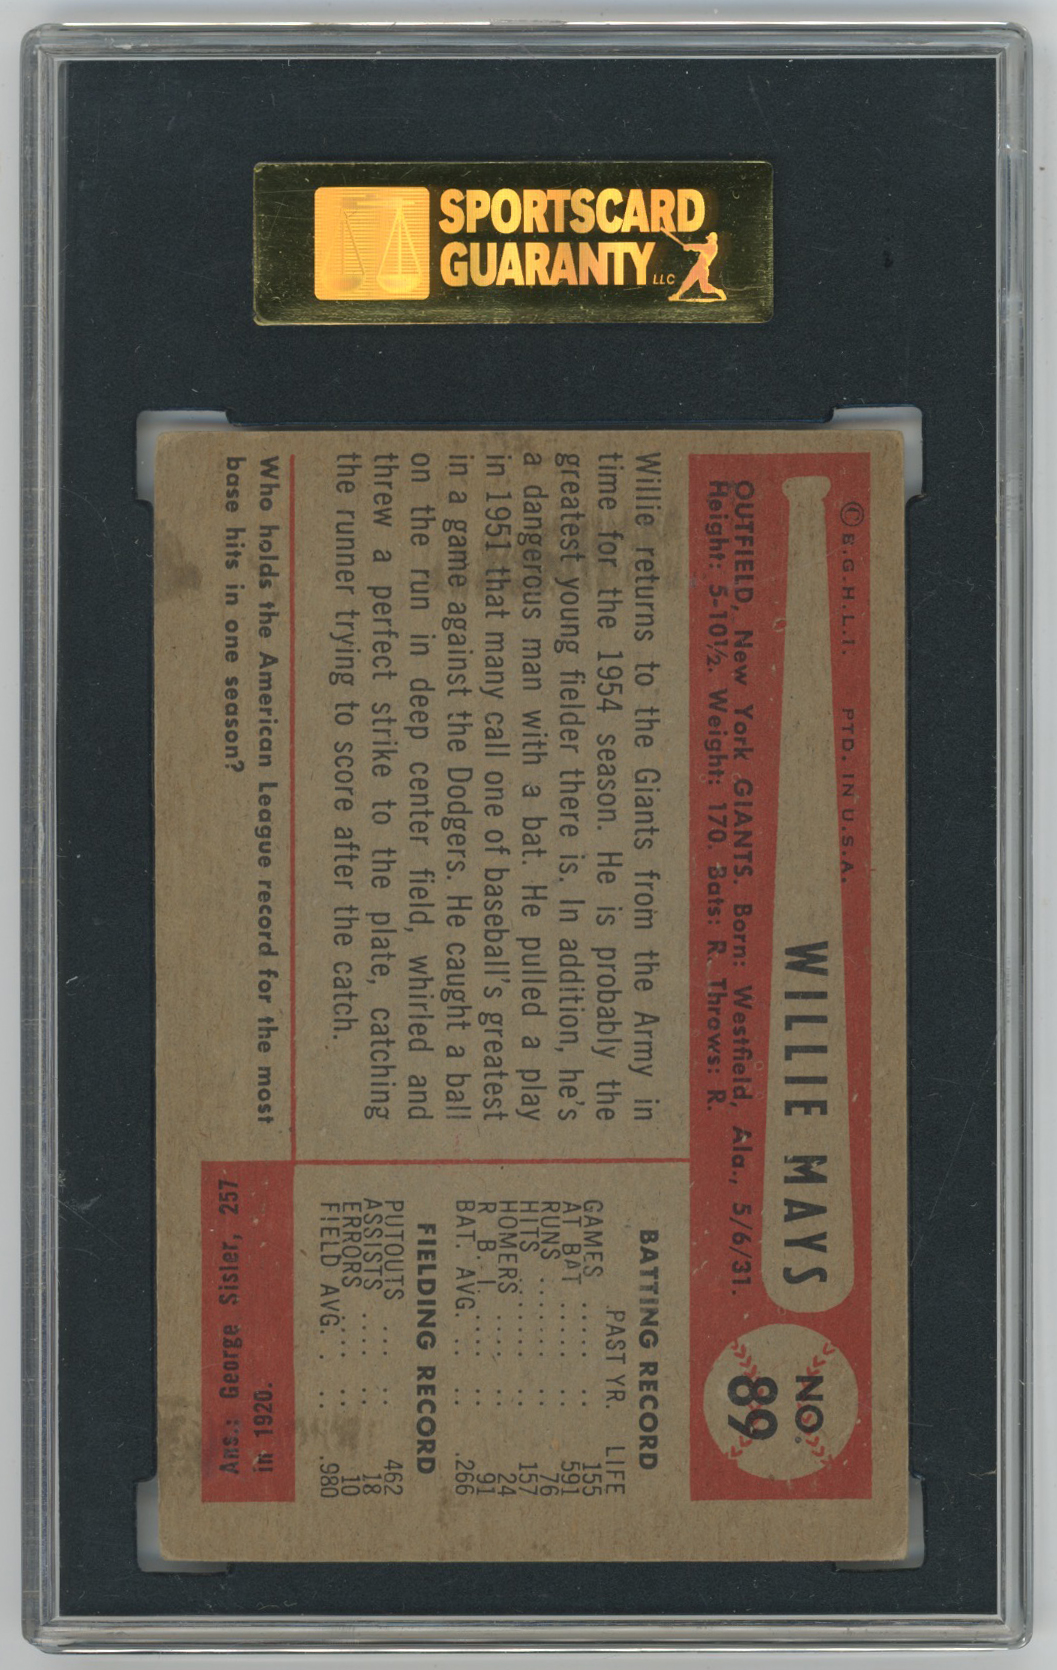 SPORTSCARD
GUARANTY LLC
© B.G.H.L.I. PTD. IN U.S.A.
WILLIE MAYS
NO.
89
OUTFIELD, New York GIANTS. Born: Westfield, Ala., 5/6/31.
Height: 5-10½. Weight: 170. Bats: R. Throws: R.
Willie returns to the Giants from the Army in
time for the 1954 season. He is probably the
greatest young fielder there is. In addition, he's
a dangerous man with a bat. He pulled a play
in 1951 that many call one of baseball's greatest
in a game against the Dodgers. He caught a ball
on the run in deep center field, whirled and
threw a perfect strike to the plate, catching
the runner trying to score after the catch.
BATTING RECORD
PAST YR. LIFE
GAMES ..... . 155
AT BAT .... . 591
RUNS ...... . 76
HITS ...... . 157
HOMERS .... . 24
R. B. I. .... . 91
BAT. AVG. .. .. .266
FIELDING RECORD
PUTOUTS ... .. 462
ASSISTS .... .. 18
ERRORS .... .. 10
FIELD AVG. . .. .980
Who holds the American League record for the most
base hits in one season?
Ans: George Sisler, 257
in 1920.